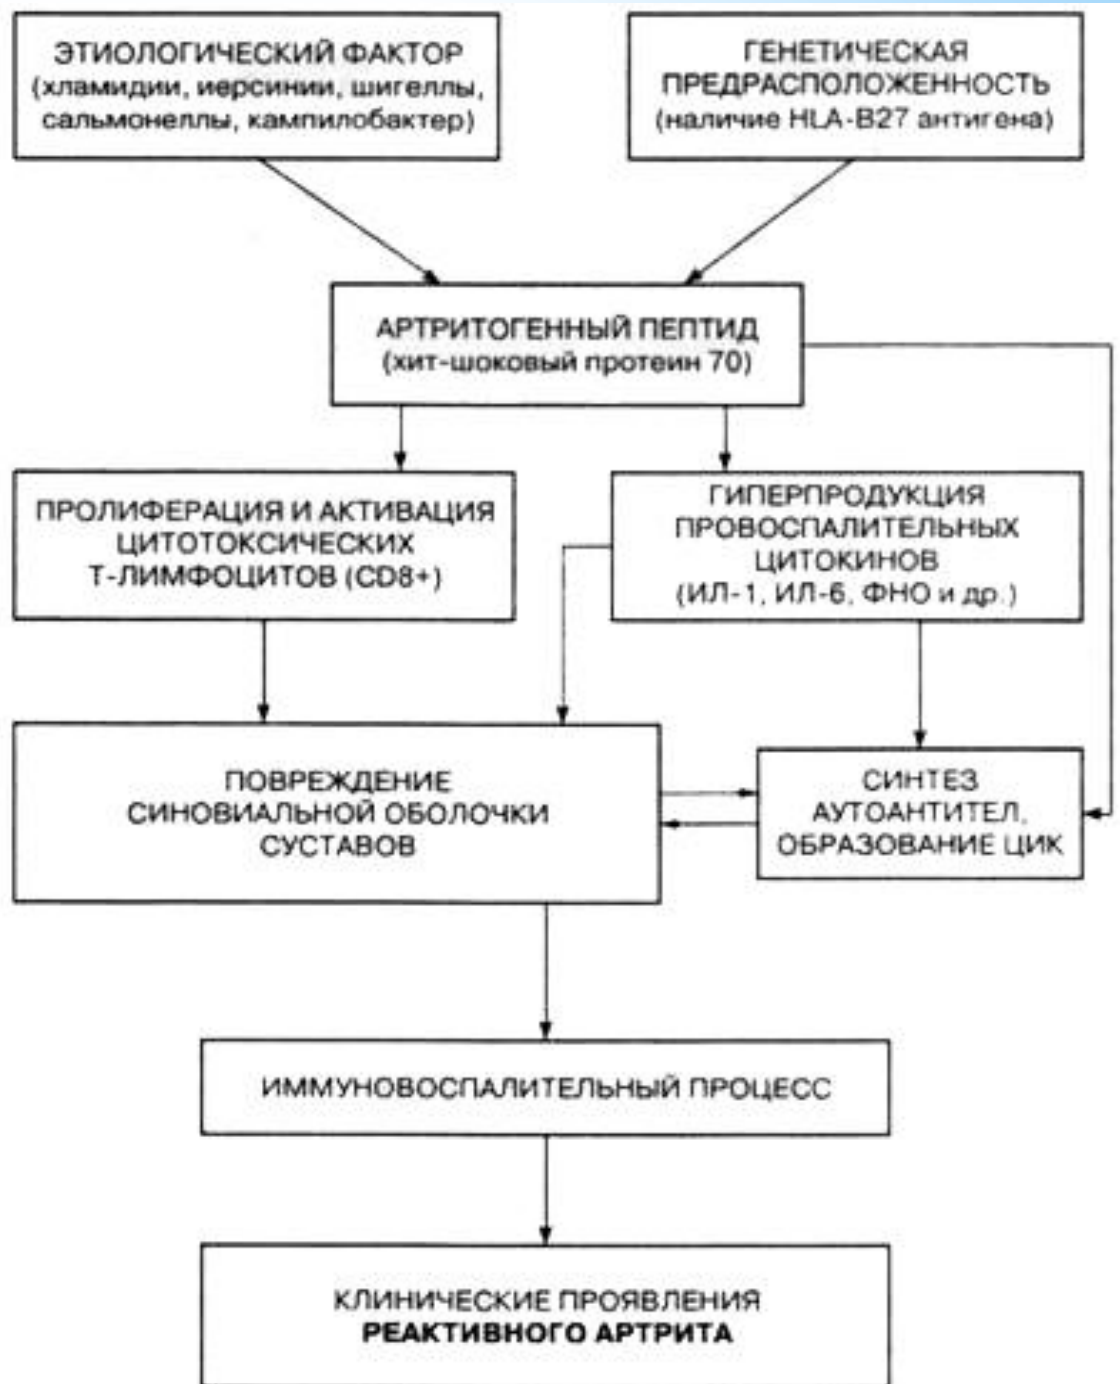 ЭТИОЛОГИЧЕСКИЙ ФАКТОР
(хламидии, иерсинии, шигеллы,
сальмонеллы, кампилобактер)
ГЕНЕТИЧЕСКАЯ
ПРЕДРАСПОЛОЖЕННОСТЬ
(наличие HLA-B27 антигена)
АРТРИТОГЕННЫЙ ПЕПТИД
(хит-шоковый протеин 70)
ПРОЛИФЕРАЦИЯ И АКТИВАЦИЯ
ЦИТОТОКСИЧЕСКИХ
Т-ЛИМФОЦИТОВ (CD8+)
ГИПЕРПРОДУКЦИЯ
ПРОВОСПАЛИТЕЛЬНЫХ
ЦИТОКИНОВ
(ИЛ-1, ИЛ-6, ФНО и др.)
ПОВРЕЖДЕНИЕ
СИНОВИАЛЬНОЙ ОБОЛОЧКИ
СУСТАВОВ
СИНТЕЗ
АУТОАНТИТЕЛ,
ОБРАЗОВАНИЕ ЦИК
ИММУНОВОСПАЛИТЕЛЬНЫЙ ПРОЦЕСС
КЛИНИЧЕСКИЕ ПРОЯВЛЕНИЯ
РЕАКТИВНОГО АРТРИТА